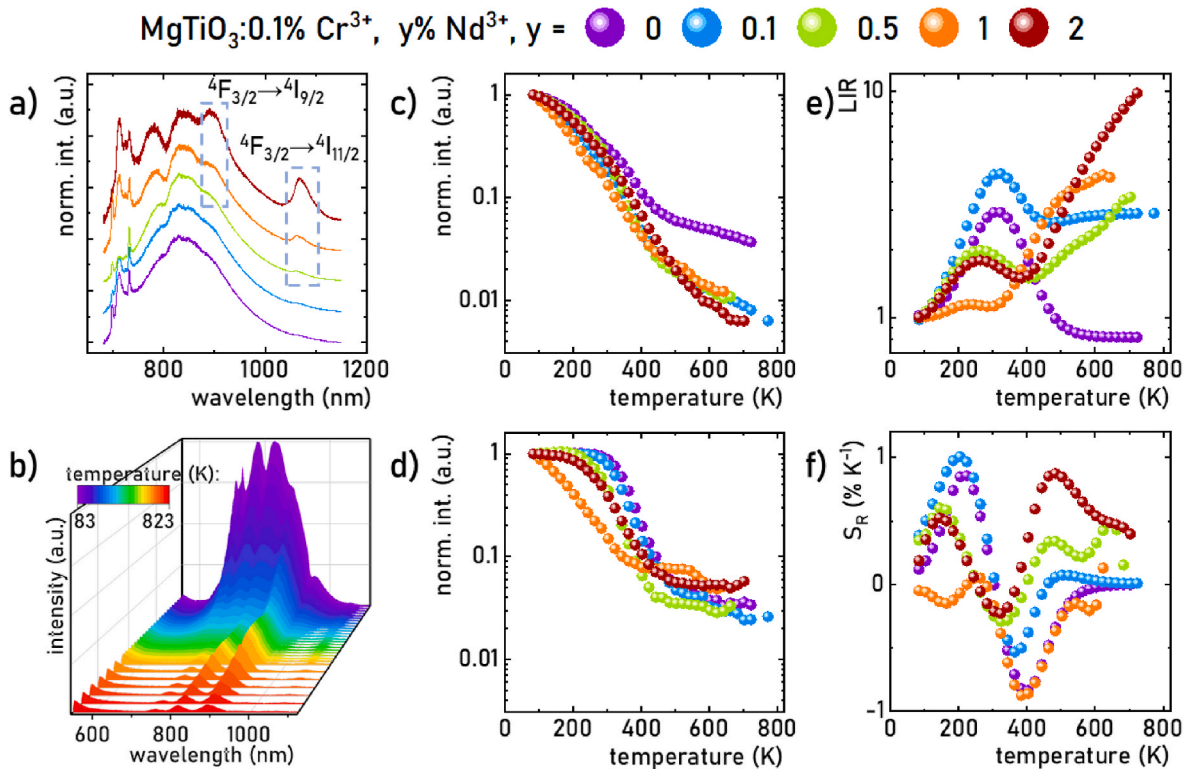 MgTiO₃:0.1% Cr³⁺, y% Nd³⁺, y = 0 0.1 0.5 1 2
a)
⁴F₃/₂→⁴I₉/₂
⁴F₃/₂→⁴I₁₁/₂
norm. int. (a.u.)
800 1000 1200
wavelength (nm)
c)
norm. int. (a.u.)
1
0.1
0.01
0 200 400 600 800
temperature (K)
e)
LIR
10
1
0 200 400 600 800
temperature (K)
b)
temperature (K):
83 823
intensity (a.u.)
600 800 1000
wavelength (nm)
d)
norm. int. (a.u.)
1
0.1
0.01
0 200 400 600 800
temperature (K)
f)
S_R (% K⁻¹)
1
0
-1
0 200 400 600 800
temperature (K)